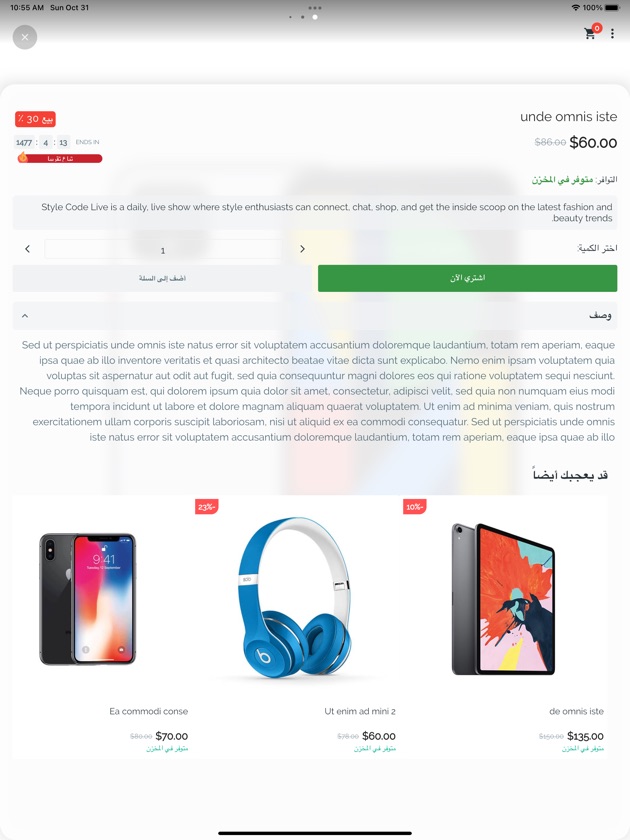 10:55 AM Sun Oct 31
100%
0
unde omnis iste
بيع 30 ٪
$86.00 $60.00
1477 : 4 : 13 ENDS IN
التوافر: متوفر في المخزن
Style Code Live is a daily, live show where style enthusiasts can connect, chat, shop, and get the inside scoop on the latest fashion and
beauty trends.
اختر الكمية:
1
اشتري الآن
أضف إلى السلة
وصف
Sed ut perspiciatis unde omnis iste natus error sit voluptatem accusantium doloremque laudantium, totam rem aperiam, eaque
ipsa quae ab illo inventore veritatis et quasi architecto beatae vitae dicta sunt explicabo. Nemo enim ipsam voluptatem quia
voluptas sit aspernatur aut odit aut fugit, sed quia consequuntur magni dolores eos qui ratione voluptatem sequi nesciunt.
Neque porro quisquam est, qui dolorem ipsum quia dolor sit amet, consectetur, adipisci velit, sed quia non numquam eius modi
tempora incidunt ut labore et dolore magnam aliquam quaerat voluptatem. Ut enim ad minima veniam, quis nostrum
exercitationem ullam corporis suscipit laboriosam, nisi ut aliquid ex ea commodi consequatur. Sed ut perspiciatis unde omnis
iste natus error sit voluptatem accusantium doloremque laudantium, totam rem aperiam, eaque ipsa quae ab illo
قد يعجبك أيضاً
10%-
23%-
9:41
de omnis iste
Ut enim ad mini 2
Ea commodi conse
$150.00 $135.00
$78.00 $60.00
$80.00 $70.00
متوفر في المخزن
متوفر في المخزن
متوفر في المخزن